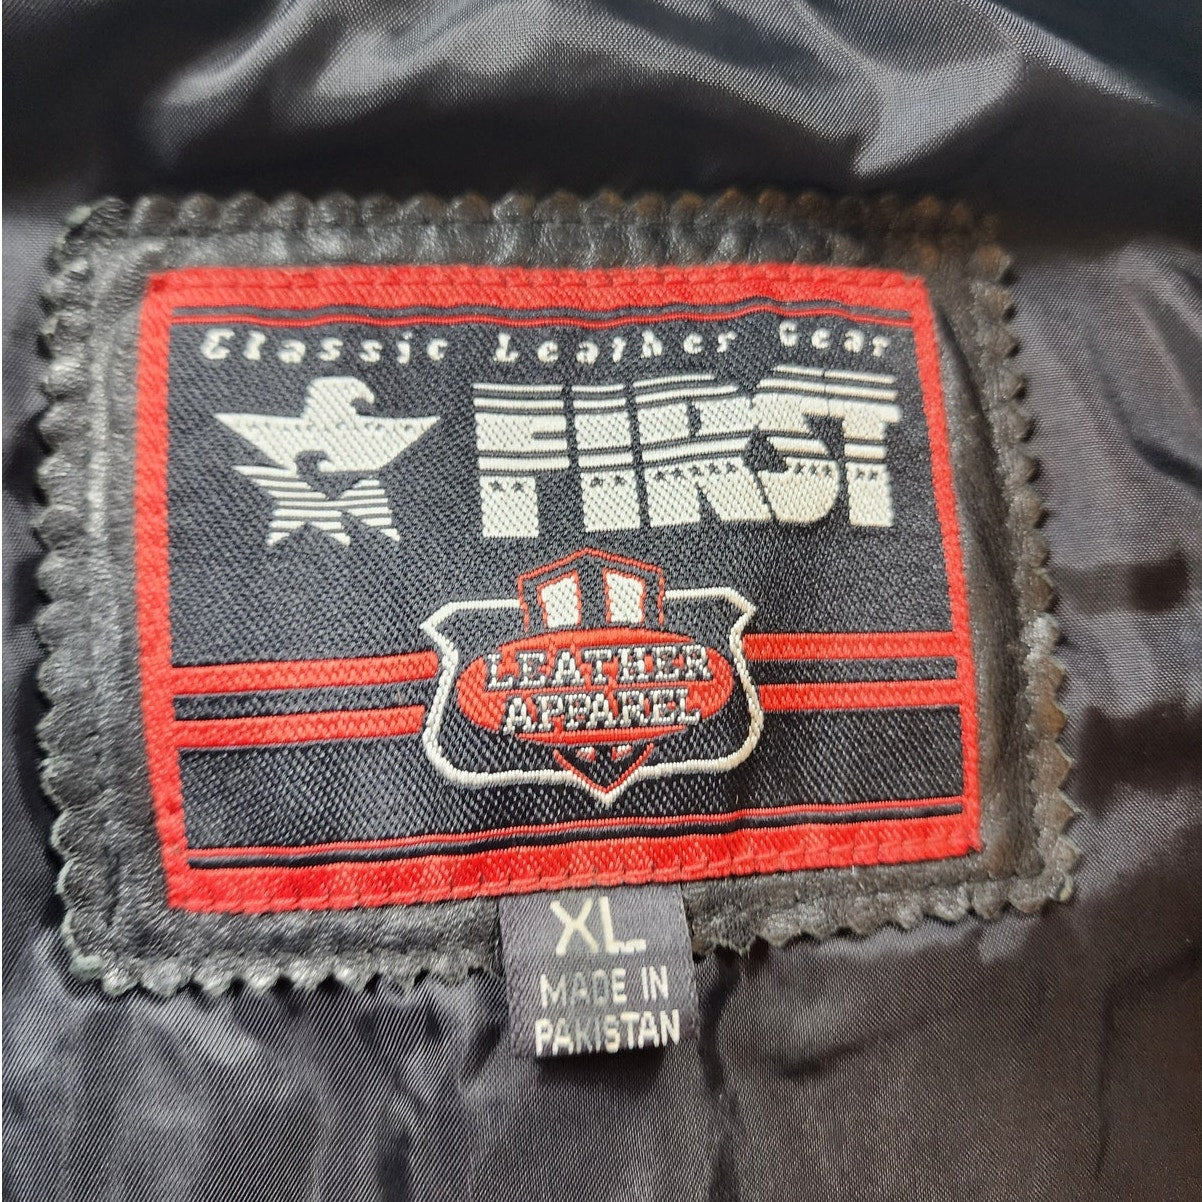 Classic Leather Gear
FIRST
LEATHER
APPAREL
XL
MADE IN
PAKISTAN